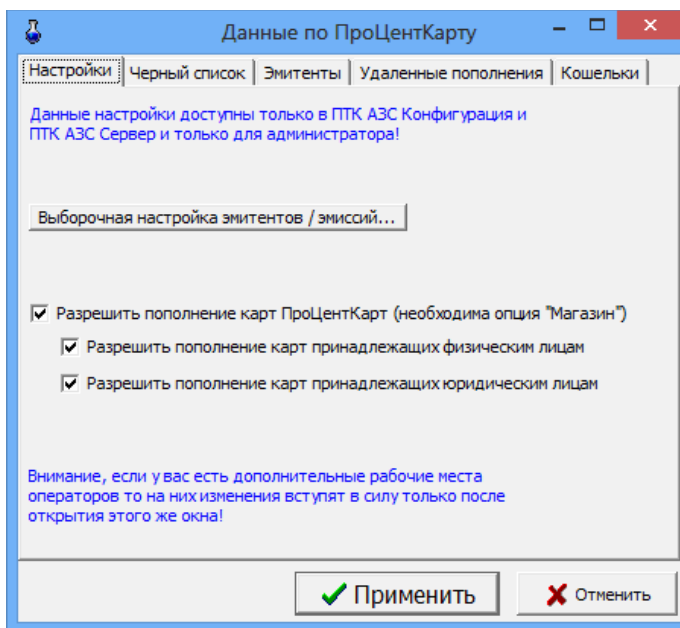 Данные по ПроЦентКарту
Настройки Черный список Эмитенты Удаленные пополнения Кошельки
Данные настройки доступны только в ПТК АЗС Конфигурация и
ПТК АЗС Сервер и только для администратора!
Выборочная настройка эмитентов / эмиссий...
Разрешить пополнение карт ПроЦентКарт (необходима опция "Магазин")
Разрешить пополнение карт принадлежащих физическим лицам
Разрешить пополнение карт принадлежащих юридическим лицам
Внимание, если у вас есть дополнительные рабочие места
операторов то на них изменения вступят в силу только после
открытия этого же окна!
Применить Отменить